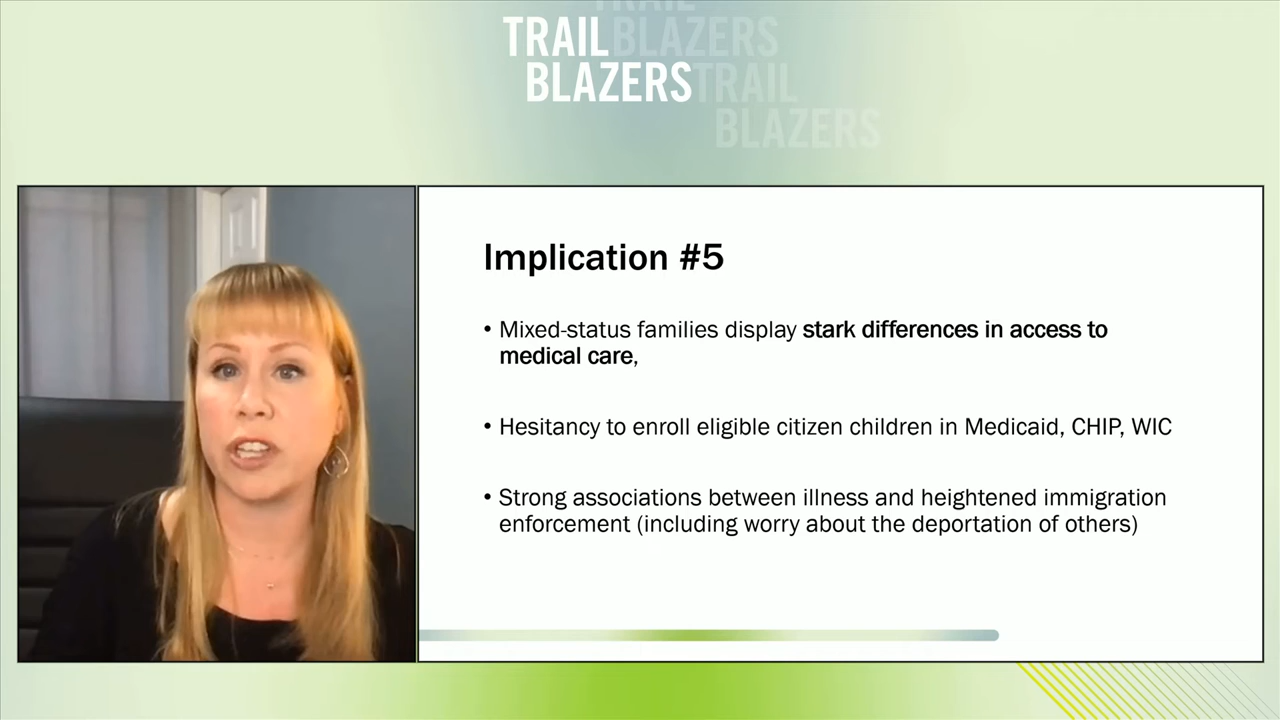 TRAIL
TRAILBLAZERS
BLAZERSTRAIL
BLAZERS
Implication #5
• Mixed-status families display stark differences in access to
medical care,
• Hesitancy to enroll eligible citizen children in Medicaid, CHIP, WIC
• Strong associations between illness and heightened immigration
enforcement (including worry about the deportation of others)